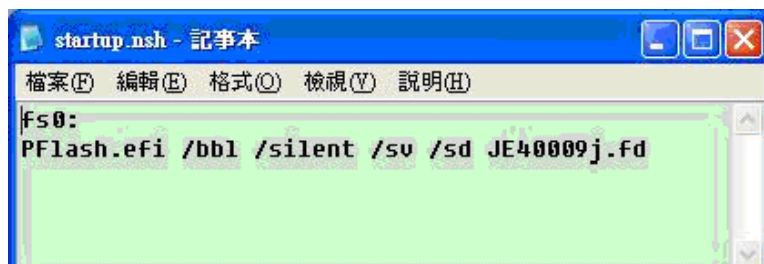 startup.nsh - 記事本
檔案(F) 編輯(E) 格式(O) 檢視(V) 說明(H)
fs0:
PFlash.efi /bbl /silent /sv /sd JE40009j.fd